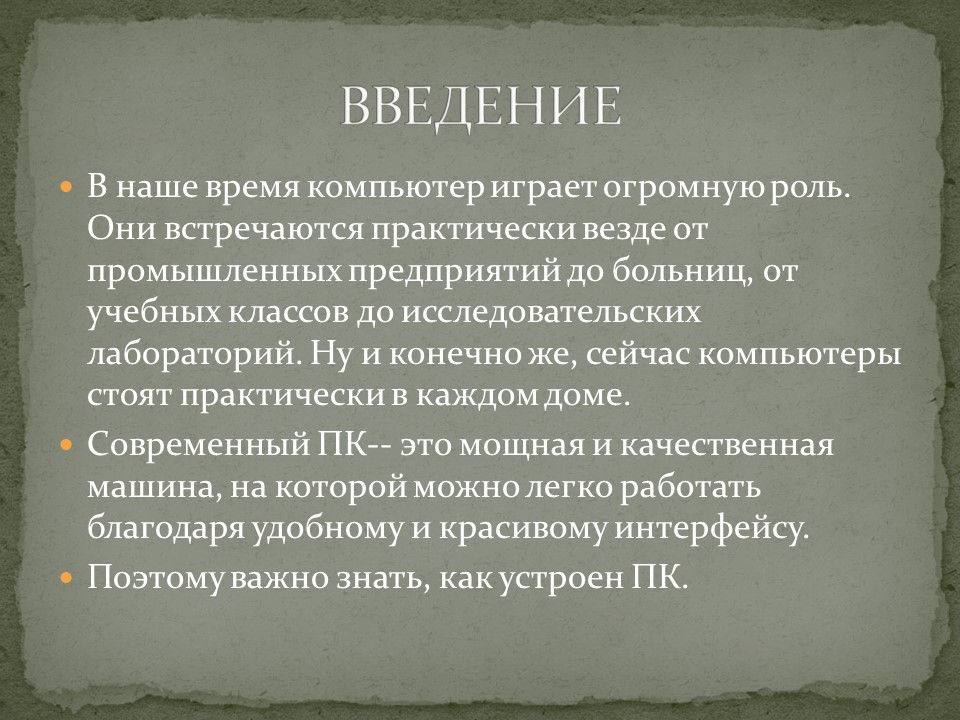 ВВЕДЕНИЕ
• В наше время компьютер играет огромную роль.
Они встречаются практически везде от
промышленных предприятий до больниц, от
учебных классов до исследовательских
лабораторий. Ну и конечно же, сейчас компьютеры
стоят практически в каждом доме.
• Современный ПК-- это мощная и качественная
машина, на которой можно легко работать
благодаря удобному и красивому интерфейсу.
• Поэтому важно знать, как устроен ПК.